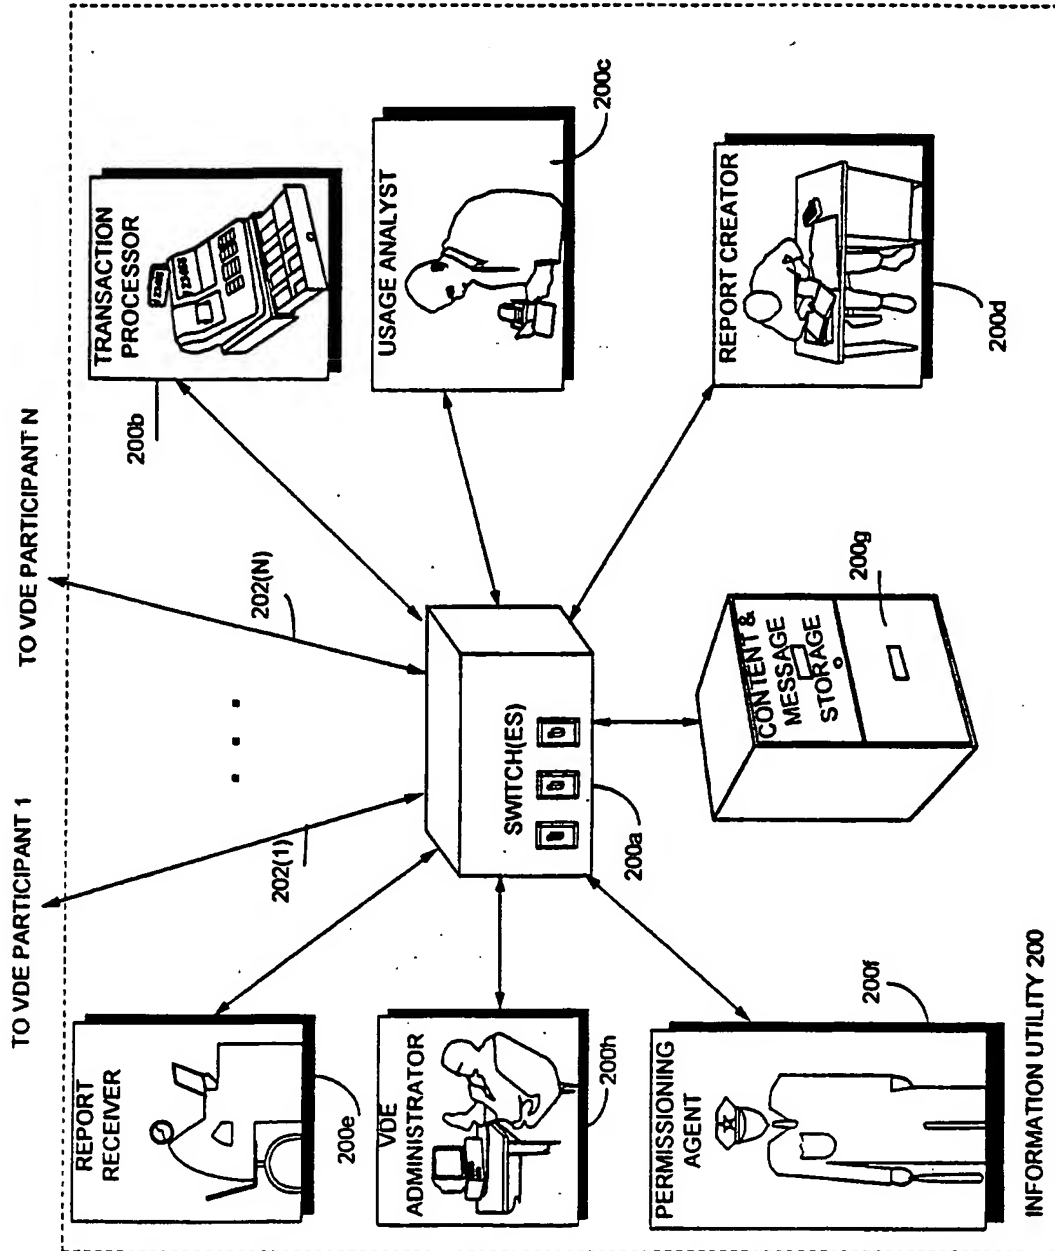 TO VDE PARTICIPANT 1
TO VDE PARTICIPANT N
202(1)
202(N)
REPORT
RECEIVER
200e
TRANSACTION
PROCESSOR
200b
VDE
ADMINISTRATOR
200h
SWITCH(ES)
200a
USAGE ANALYST
200c
PERMISSIONING
AGENT
200f
CONTENT &
MESSAGE
STORAGE
200g
REPORT CREATOR
200d
INFORMATION UTILITY 200